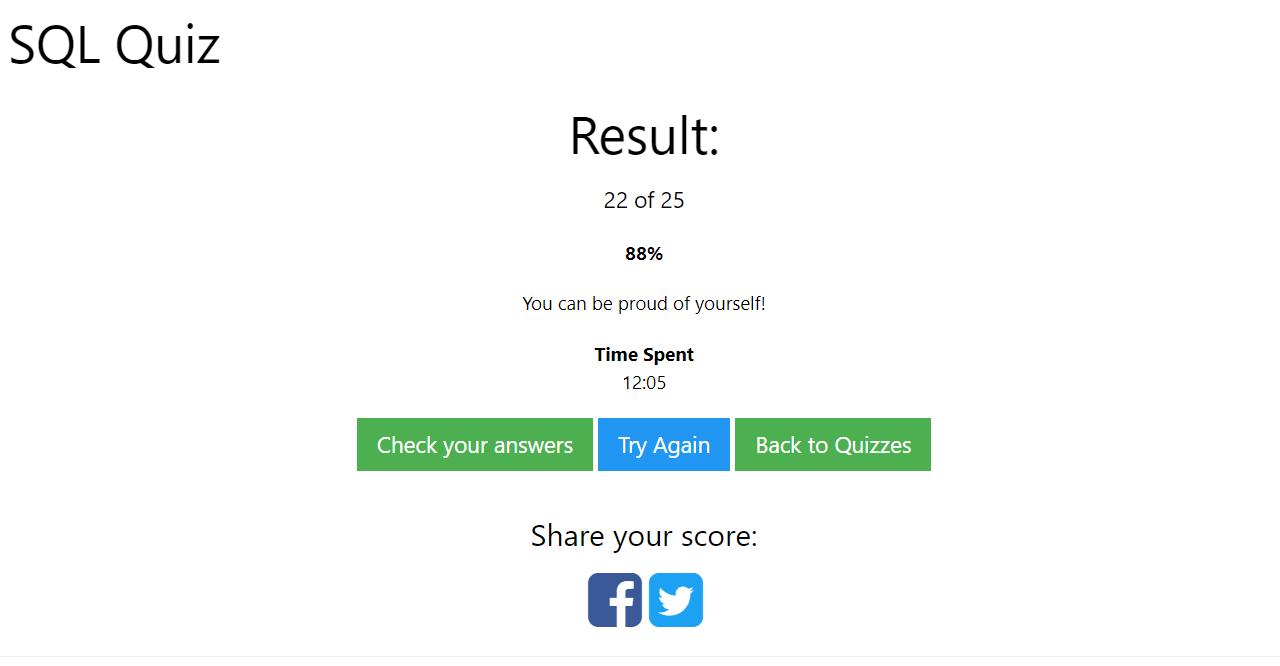 SQL Quiz
Result:
22 of 25
88%
You can be proud of yourself!
Time Spent
12:05
Check your answers Try Again Back to Quizzes
Share your score: